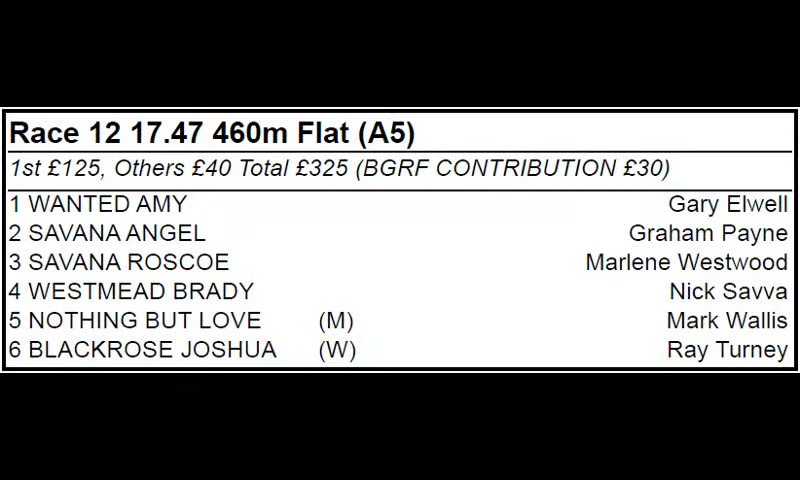 Race 12 17.47 460m Flat (A5)
1st £125, Others £40 Total £325 (BGRF CONTRIBUTION £30)
1 WANTED AMY Gary Elwell
2 SAVANA ANGEL Graham Payne
3 SAVANA ROSCOE Marlene Westwood
4 WESTMEAD BRADY Nick Savva
5 NOTHING BUT LOVE (M) Mark Wallis
6 BLACKROSE JOSHUA (W) Ray Turney